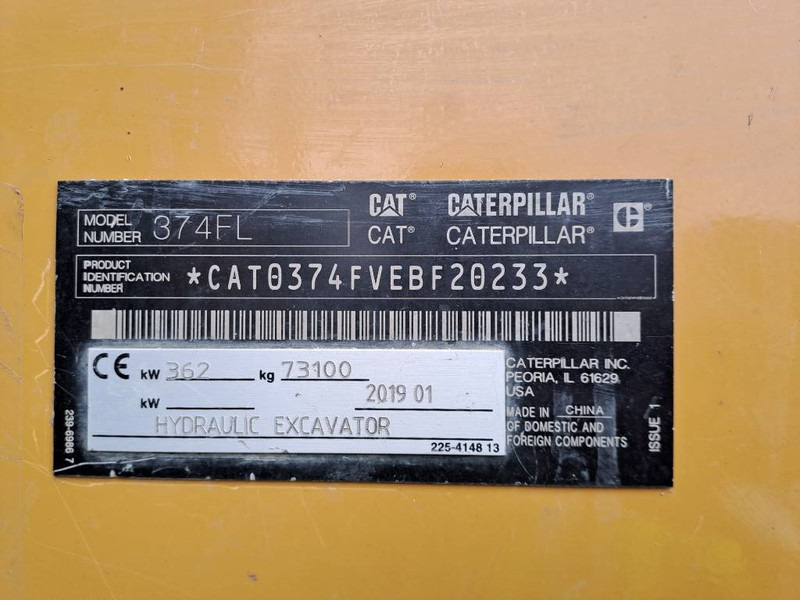 MODEL NUMBER 374FL
CAT® CATERPILLAR® C
CAT® CATERPILLAR®
PRODUCT IDENTIFICATION NUMBER *CAT0374FVEBF20233*
CE kW 362 kg 73100
kW 2019 01
HYDRAULIC EXCAVATOR
225-4148 13
CATERPILLAR INC.
PEORIA, IL 61629
USA
MADE IN CHINA
OF DOMESTIC AND
FOREIGN COMPONENTS
239-6986 7
ISSUE 1